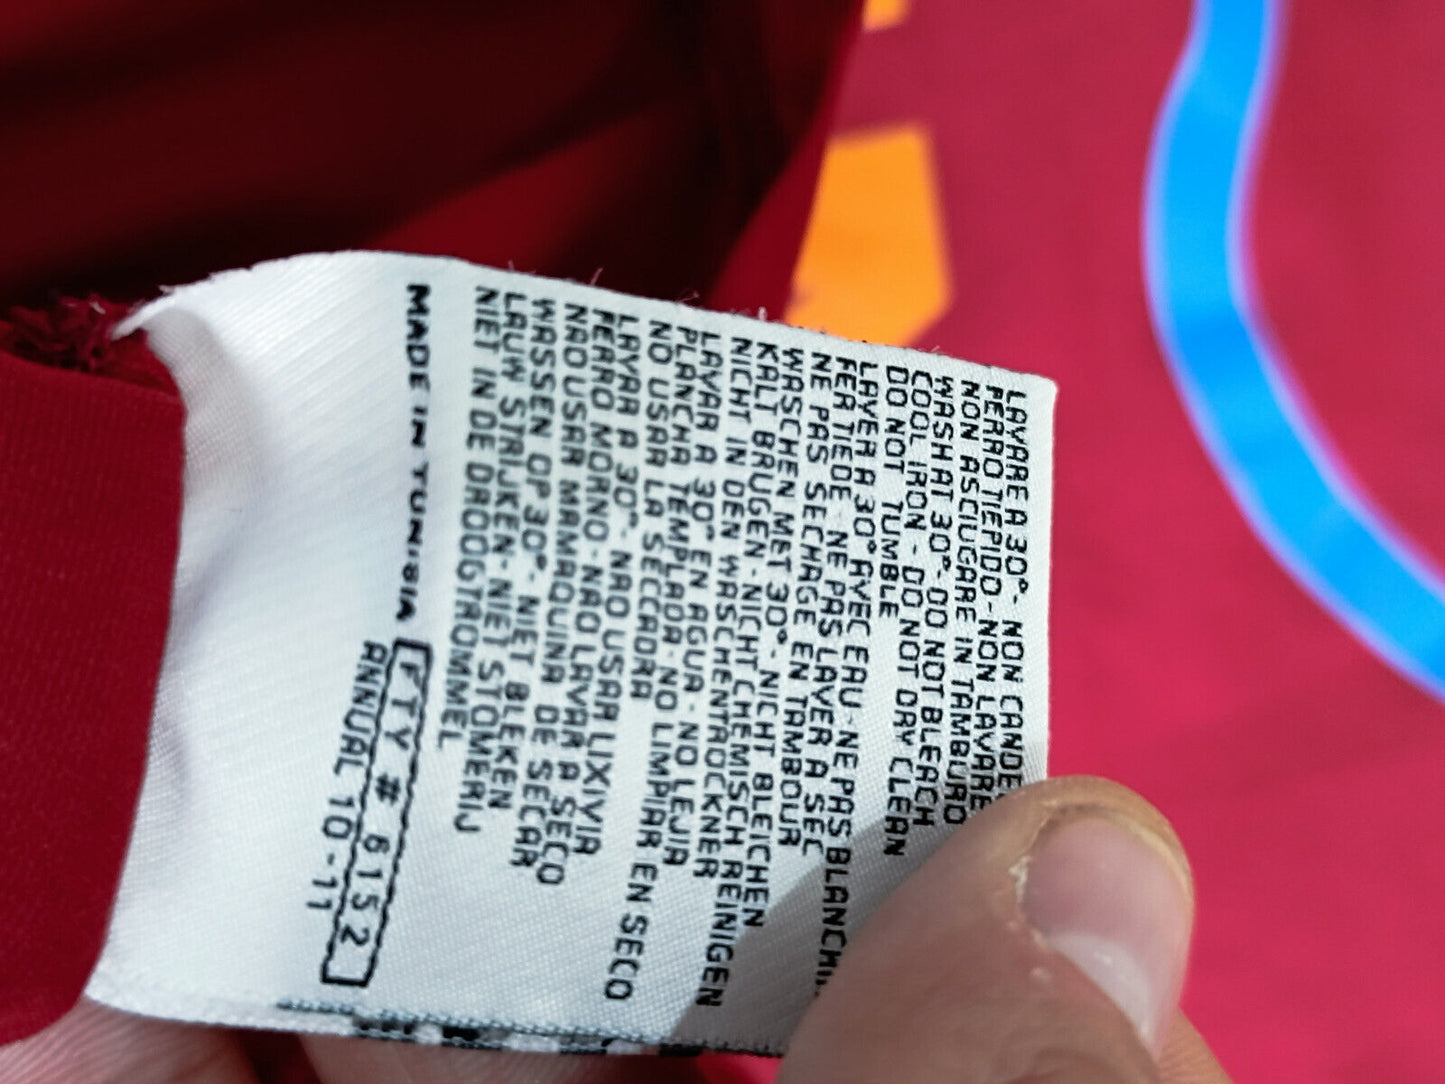 LAVARE A 30°- NON CANDE
FERRO TIEPIDO - NON LAVARE
NON ASCIUGARE IN TAMBURO
WASH AT 30°- DO NOT BLEACH
COOL IRON - DO NOT DRY CLEAN
DO NOT TUMBLE
LAVER A 30° AVEC EAU - NE PAS BLANCHI
FER TIEDE - NE PAS LAVER A SEC
NE PAS SECHAGE EN TAMBOUR
WASCHEN MET 30°- NICHT BLEICHEN
KALT BRUGEN - NICHT CHEMISCH REINIGEN
NICHT IN DEN WASCHENTROCKNER
LAVAR A 30° EN AGUA - NO LEJIA
PLANCHA TEMPLADA - NO LIMPIAR EN SECO
NO USAR LA SECCADRA
LAVAR A 30°- NAO USAR LIXIVIA
FERRO MORNO - NAO LAVAR A SECO
NAO USAR MAMAQUINA DE SECAR
WASSEN OP 30°- NIET BLEKEN
LAUW STRIJKEN - NIET STOMERIJ
NIET IN DE DROOGTROMMEL
MADE IN TUNISIA FTY # 6152
ANNUAL 10-11